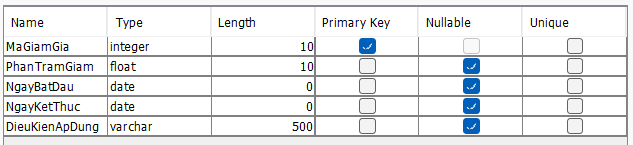 Name Type Length Primary Key Nullable Unique
MaGiamGia integer 10
PhanTramGiam float 10
NgayBatDau date 0
NgayKetThuc date 0
DieuKienApDung varchar 500